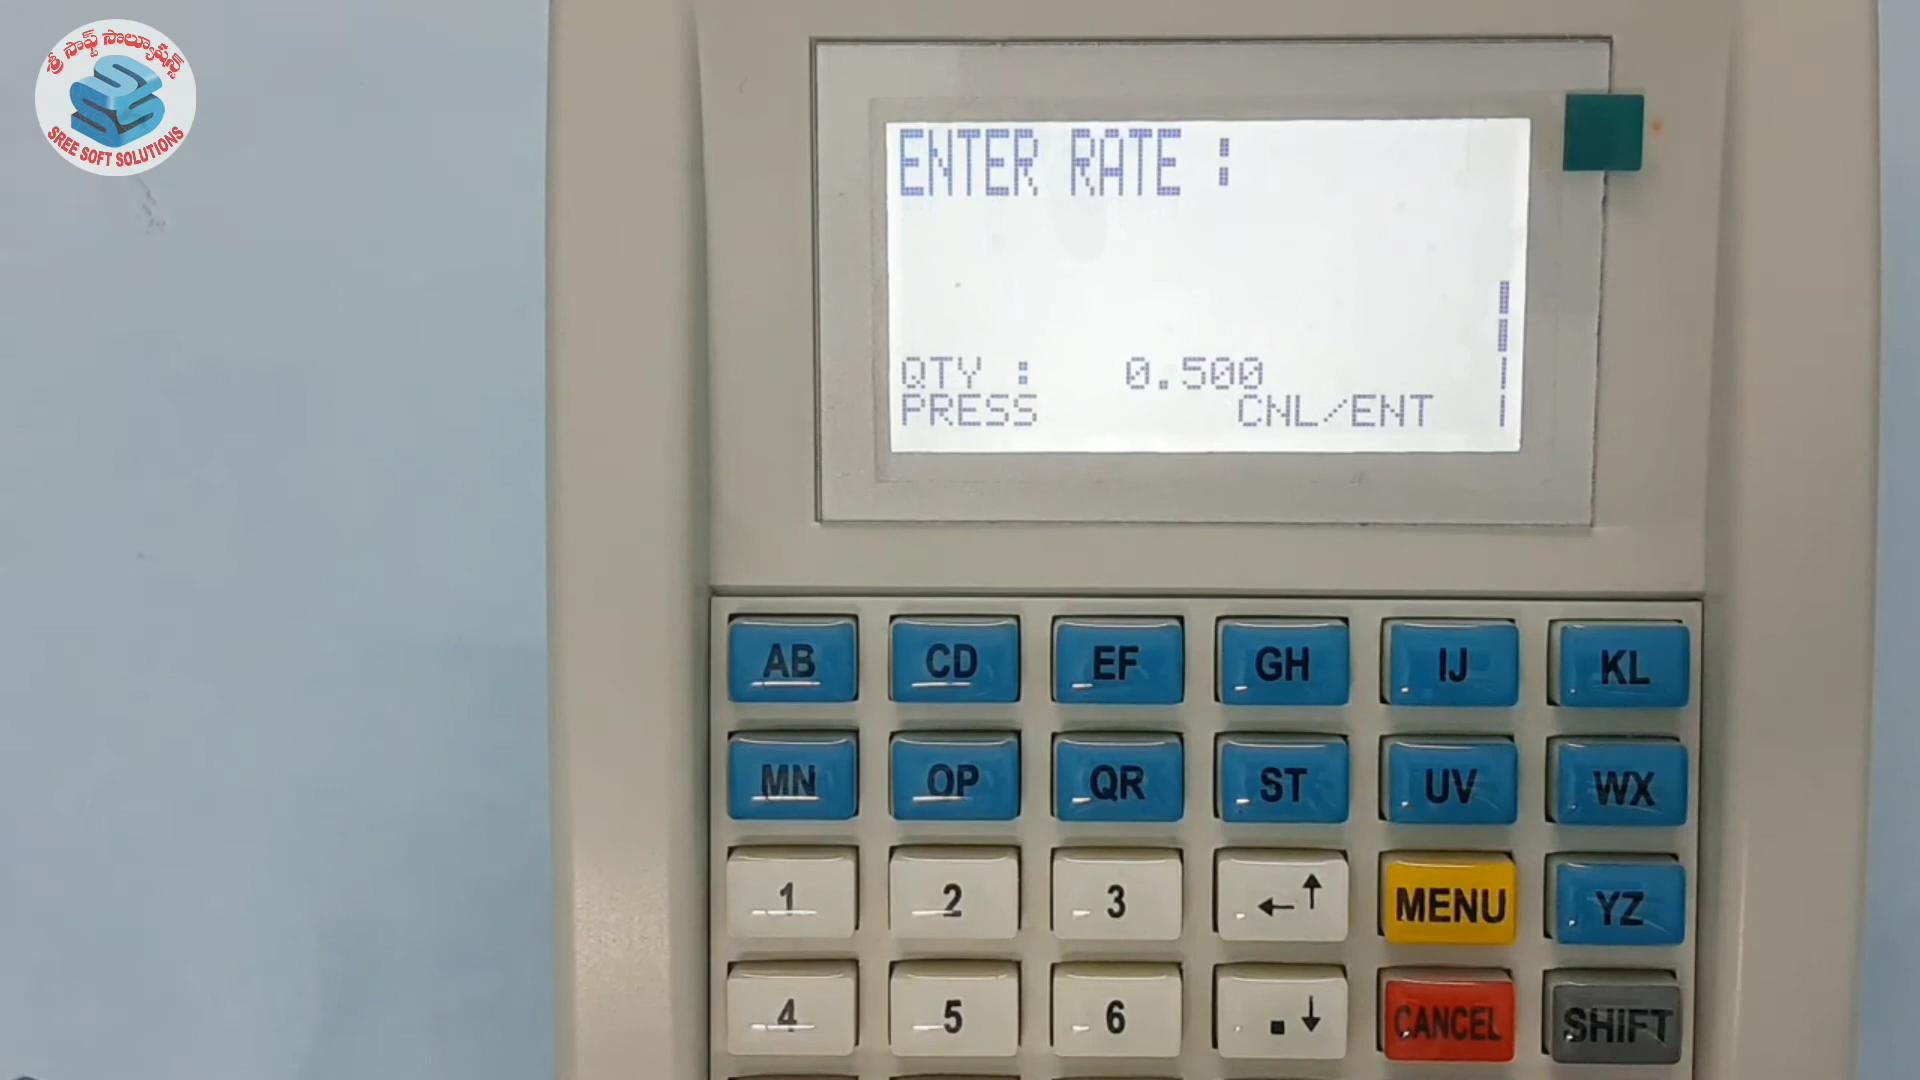 శ్రీ సాఫ్ట్ సొల్యూషన్స్
SREE SOFT SOLUTIONS
ENTER RATE :
QTY : 0.500
PRESS CNL/ENT
AB CD EF GH IJ KL
MN OP QR ST UV WX
1 2 3 ←↑ MENU YZ
4 5 6 .↓ CANCEL SHIFT